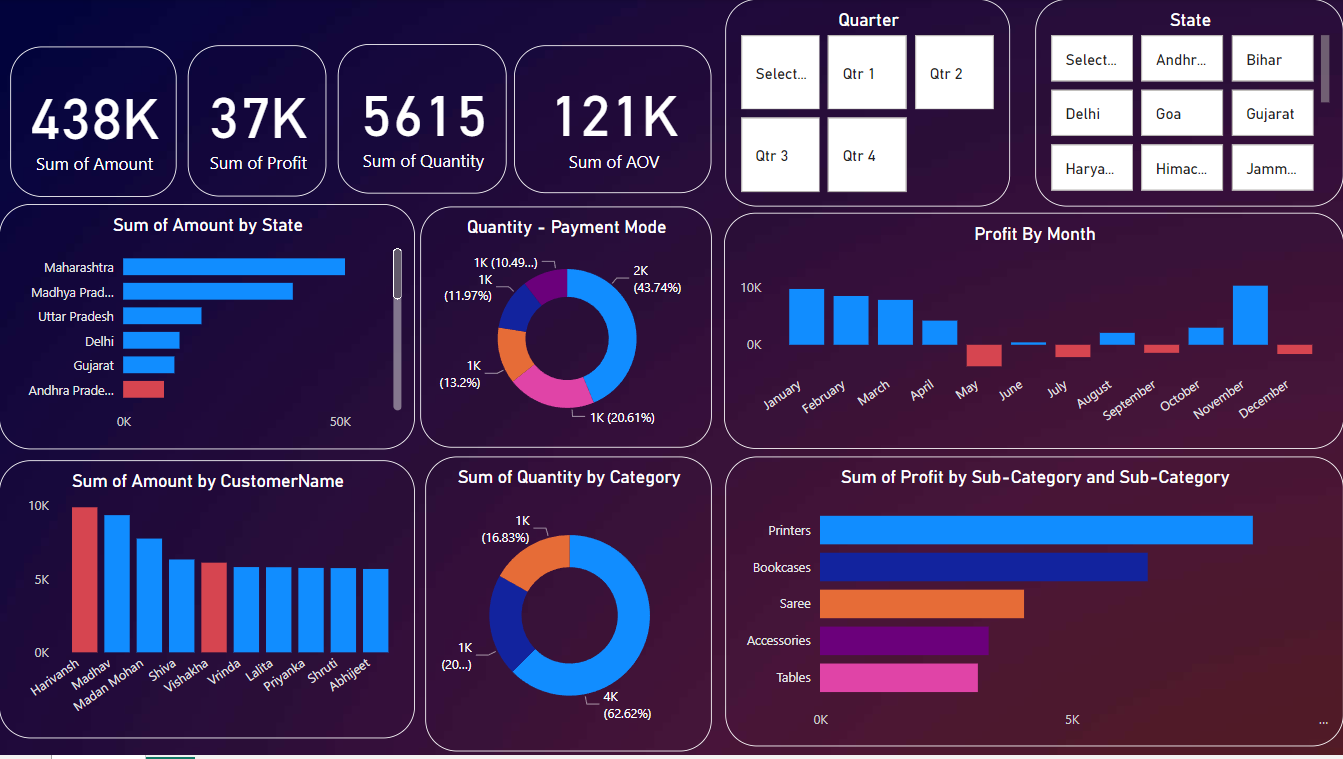 438K
Sum of Amount
37K
Sum of Profit
5615
Sum of Quantity
121K
Sum of AOV
Quarter
Select...
Qtr 1
Qtr 2
Qtr 3
Qtr 4
State
Select...
Andhr...
Bihar
Delhi
Goa
Gujarat
Harya...
Himac...
Jamm...
Sum of Amount by State
Maharashtra
Madhya Prad...
Uttar Pradesh
Delhi
Gujarat
Andhra Prade...
0K
50K
Quantity - Payment Mode
1K (10.49...)
2K
(43.74%)
1K
(11.97%)
1K
(13.2%)
1K (20.61%)
Profit By Month
10K
0K
January
February
March
April
May
June
July
August
September
October
November
December
Sum of Amount by CustomerName
10K
5K
0K
Harivansh
Madhav
Madan Mohan
Shiva
Vishakha
Vrinda
Lalita
Priyanka
Shruti
Abhijeet
Sum of Quantity by Category
1K
(16.83%)
1K
(20...)
4K
(62.62%)
Sum of Profit by Sub-Category and Sub-Category
Printers
Bookcases
Saree
Accessories
Tables
0K
5K
...